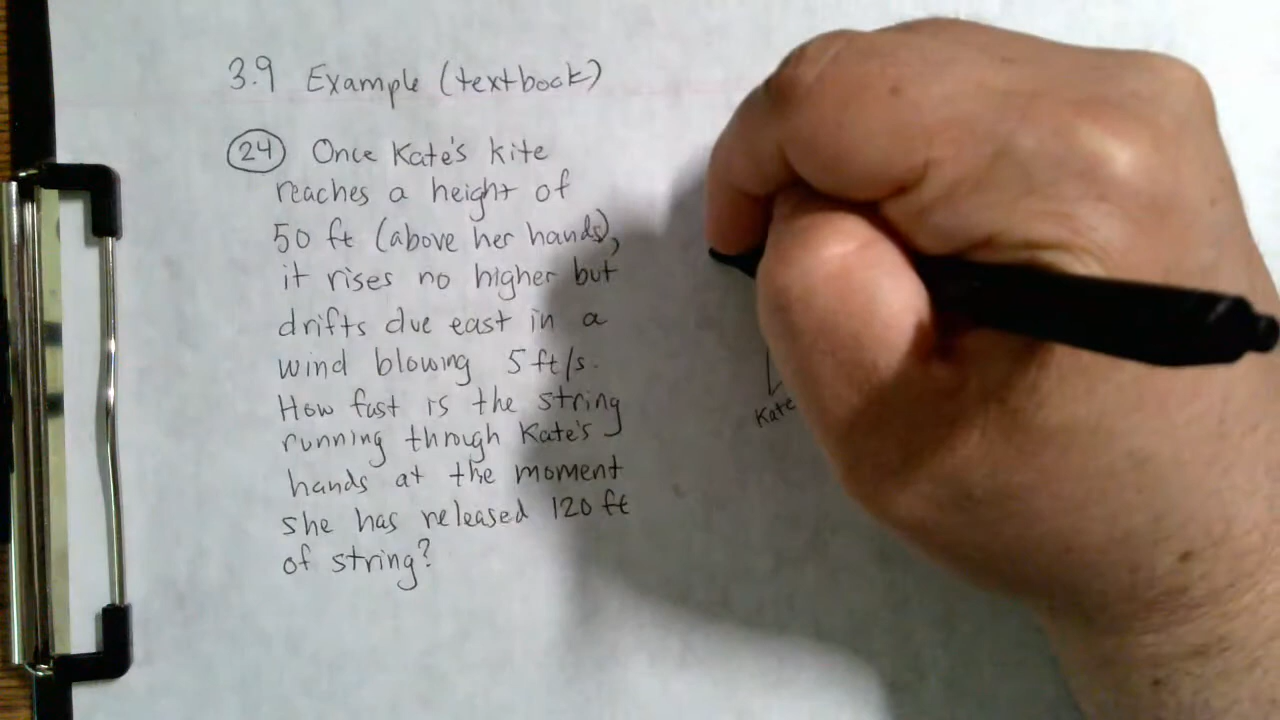 3.9 Example (textbook)
24 Once Kate's kite
reaches a height of
50 ft (above her hands),
it rises no higher but
drifts due east in a
wind blowing 5 ft/s.
How fast is the string
running through Kate's
hands at the moment
she has released 120 ft
of string?
Kate